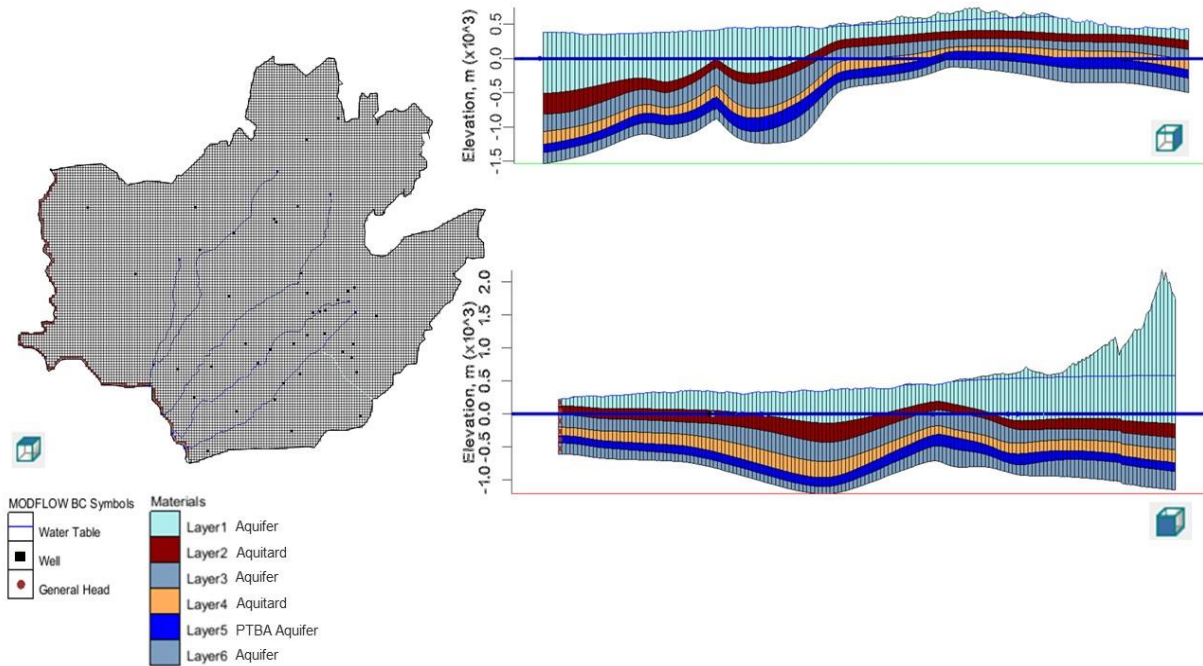 Elevation, m (x10^3)
0.5
0.0
-0.5
-1.0
-1.5
Elevation, m (x10^3)
2.0
1.5
1.0
0.5
0.0
-0.5
-1.0
MODFLOW BC Symbols
Water Table
Well
General Head
Materials
Layer1 Aquifer
Layer2 Aquitard
Layer3 Aquifer
Layer4 Aquitard
Layer5 PTBA Aquifer
Layer6 Aquifer